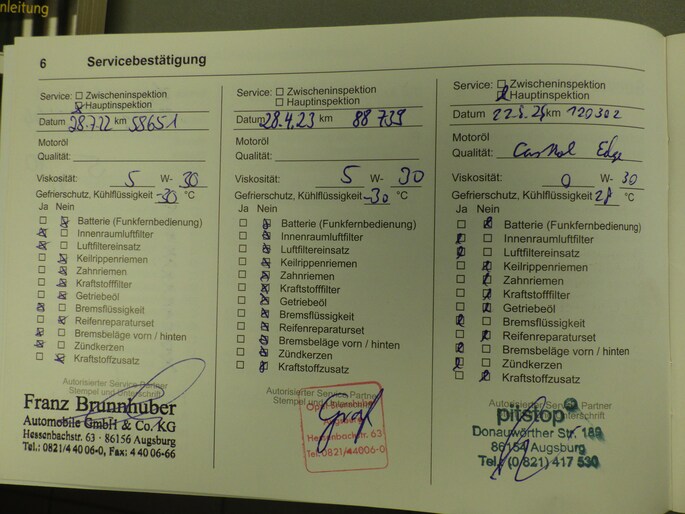 nleitung
6 Servicebestätigung
Service: Zwischeninspektion
Hauptinspektion
Datum 28.7.22 km 58651
Motoröl
Qualität:
Viskosität: 5 W- 30
Gefrierschutz, Kühlflüssigkeit -30 °C
Ja Nein
Batterie (Funkfernbedienung)
Innenraumluftfilter
Luftfiltereinsatz
Keilrippenriemen
Zahnriemen
Kraftstofffilter
Getriebeöl
Bremsflüssigkeit
Reifenreparaturset
Bremsbeläge vorn / hinten
Zündkerzen
Kraftstoffzusatz
Autorisierter Service Partner
Stempel und Unterschrift
Franz Brunnhuber
Automobile GmbH & Co. KG
Hessenbachstr. 63 · 86156 Augsburg
Tel.: 0821/4 40 06-0, Fax: 4 40 06-66
Service: Zwischeninspektion
Hauptinspektion
Datum 28.4.23 km 88739
Motoröl
Qualität:
Viskosität: 5 W- 30
Gefrierschutz, Kühlflüssigkeit -30 °C
Ja Nein
Batterie (Funkfernbedienung)
Innenraumluftfilter
Luftfiltereinsatz
Keilrippenriemen
Zahnriemen
Kraftstofffilter
Getriebeöl
Bremsflüssigkeit
Reifenreparaturset
Bremsbeläge vorn / hinten
Zündkerzen
Kraftstoffzusatz
Autorisierter Service Partner
Stempel und
Hessenbachstr. 63
Tel. 0821/44006-0
Service: Zwischeninspektion
Hauptinspektion
Datum km 120302
Motoröl
Qualität: Castrol Edge
Viskosität: 0 W- 30
Gefrierschutz, Kühlflüssigkeit °C
Ja Nein
Batterie (Funkfernbedienung)
Innenraumluftfilter
Luftfiltereinsatz
Keilrippenriemen
Zahnriemen
Kraftstofffilter
Getriebeöl
Bremsflüssigkeit
Reifenreparaturset
Bremsbeläge vorn / hinten
Zündkerzen
Kraftstoffzusatz
Service Partner
pitstop
Donauwörther Str. 189
86154 Augsburg
Tel. (0 821) 417 530